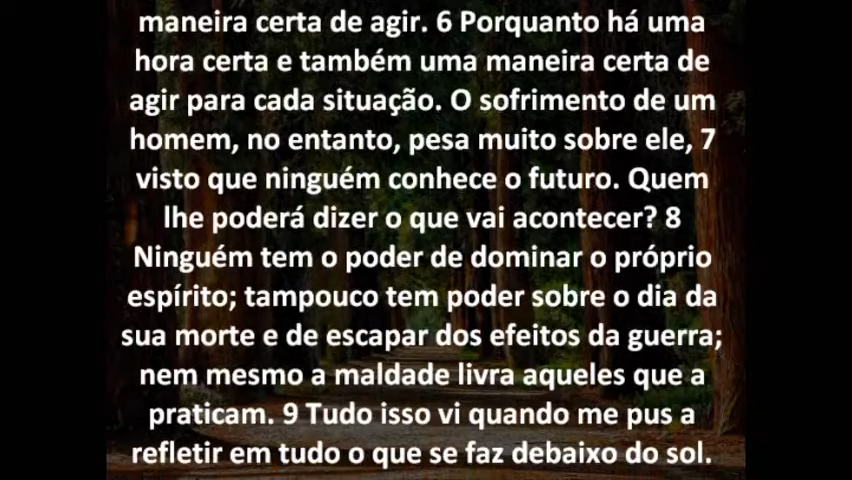 maneira certa de agir. 6 Porquanto há uma
hora certa e também uma maneira certa de
agir para cada situação. O sofrimento de um
homem, no entanto, pesa muito sobre ele, 7
visto que ninguém conhece o futuro. Quem
lhe poderá dizer o que vai acontecer? 8
Ninguém tem o poder de dominar o próprio
espírito; tampouco tem poder sobre o dia da
sua morte e de escapar dos efeitos da guerra;
nem mesmo a maldade livra aqueles que a
praticam. 9 Tudo isso vi quando me pus a
refletir em tudo o que se faz debaixo do sol.